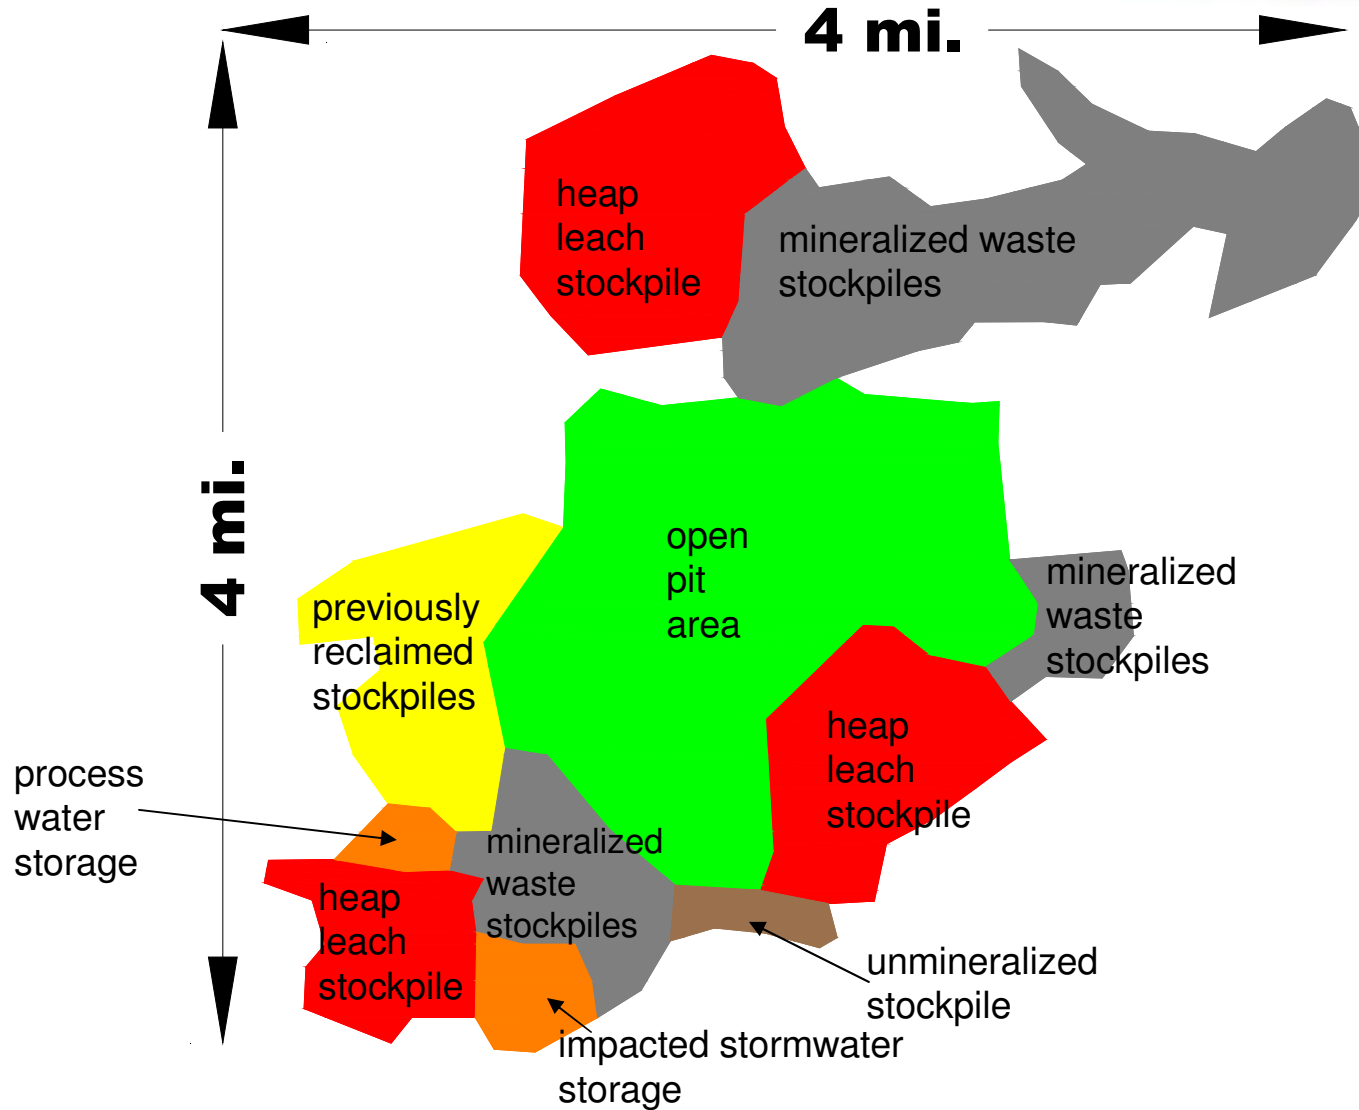 4 mi.
heap
leach
stockpile
mineralized waste
stockpiles
4 mi.
open
pit
area
mineralized
waste
stockpiles
previously
reclaimed
stockpiles
heap
leach
stockpile
process
water
storage
mineralized
waste
stockpiles
heap
leach
stockpile
unmineralized
stockpile
impacted stormwater
storage